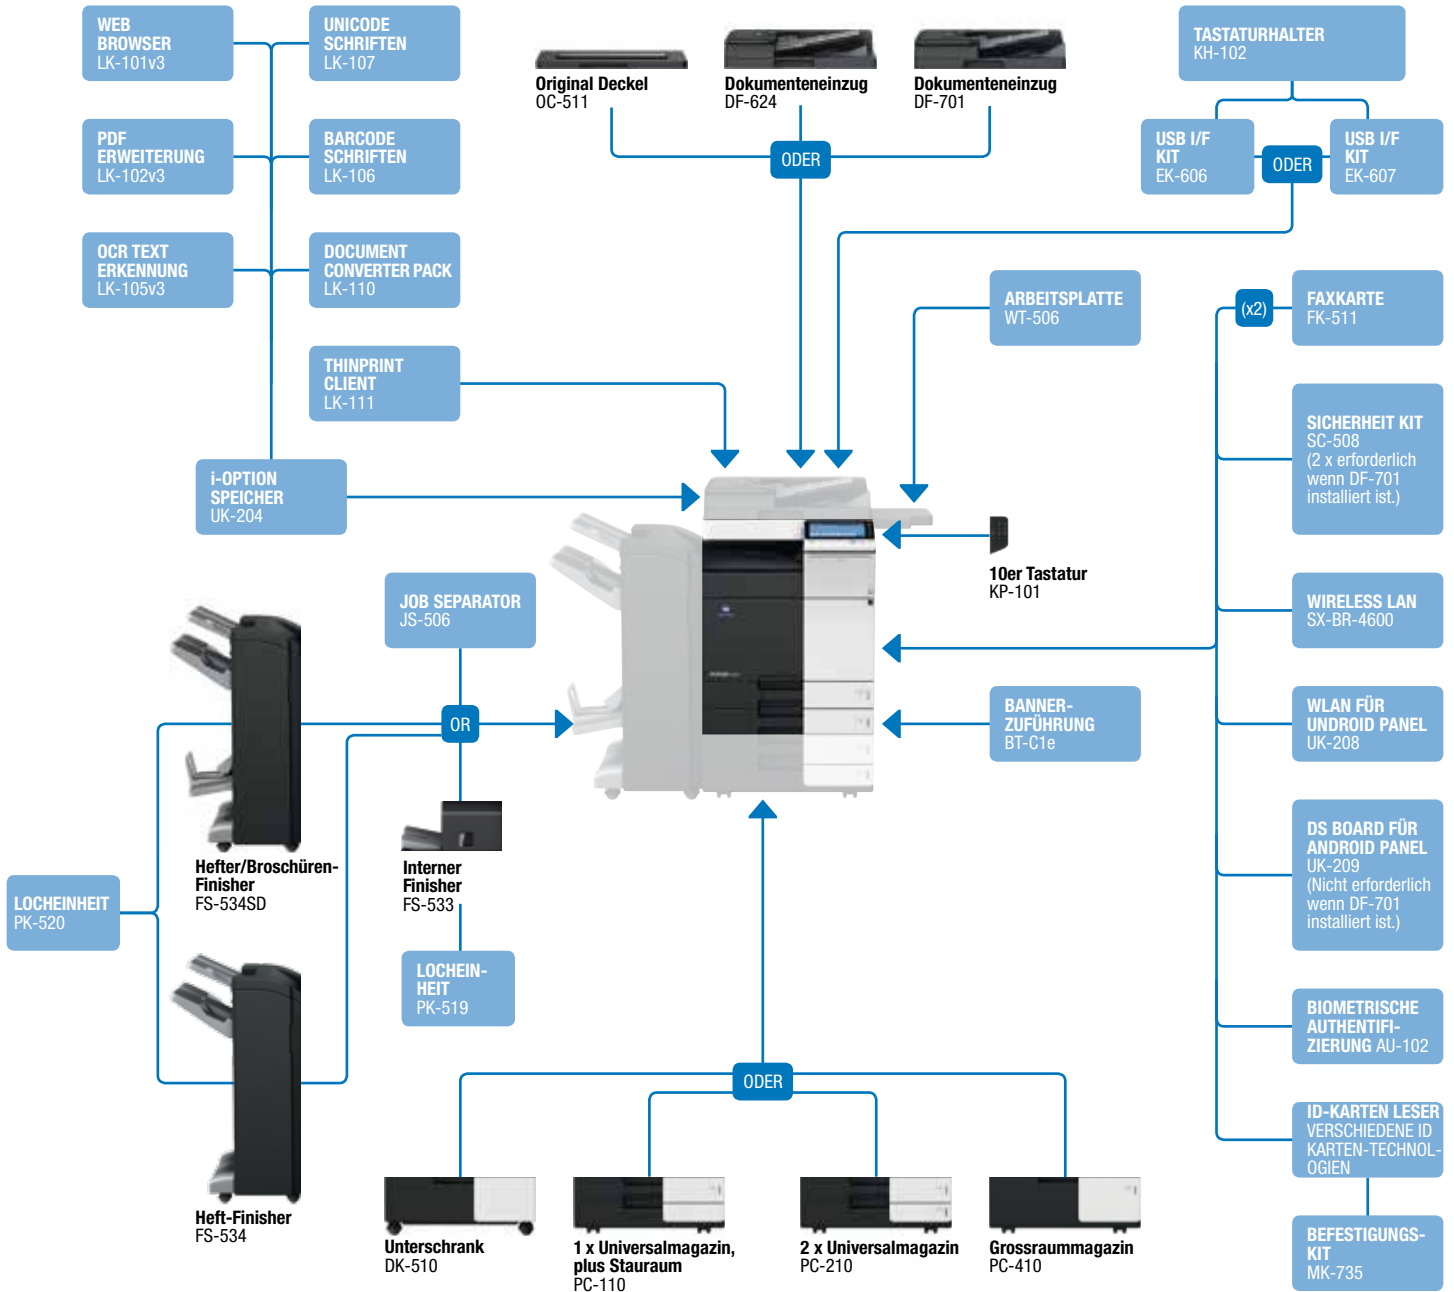 WEB
BROWSER
LK-101v3
UNICODE
SCHRIFTEN
LK-107
PDF
ERWEITERUNG
LK-102v3
BARCODE
SCHRIFTEN
LK-106
OCR TEXT
ERKENNUNG
LK-105v3
DOCUMENT
CONVERTER PACK
LK-110
THINPRINT
CLIENT
LK-111
i-OPTION
SPEICHER
UK-204
Original Deckel
OC-511
Dokumenteneinzug
DF-624
Dokumenteneinzug
DF-701
ODER
TASTATURHALTER
KH-102
USB I/F
KIT
EK-606
ODER
USB I/F
KIT
EK-607
ARBEITSPLATTE
WT-506
(x2)
FAXKARTE
FK-511
SICHERHEIT KIT
SC-508
(2 x erforderlich
wenn DF-701
installiert ist.)
10er Tastatur
KP-101
WIRELESS LAN
SX-BR-4600
BANNER-
ZUFÜHRUNG
BT-C1e
WLAN FÜR
UNDROID PANEL
UK-208
DS BOARD FÜR
ANDROID PANEL
UK-209
(Nicht erforderlich
wenn DF-701
installiert ist.)
BIOMETRISCHE
AUTHENTIFI-
ZIERUNG AU-102
ID-KARTEN LESER
VERSCHIEDENE ID
KARTEN-TECHNOL-
OGIEN
BEFESTIGUNGS-
KIT
MK-735
JOB SEPARATOR
JS-506
OR
Interner
Finisher
FS-533
LOCHEIN-
HEIT
PK-519
Hefter/Broschüren-
Finisher
FS-534SD
LOCHEINHEIT
PK-520
Heft-Finisher
FS-534
ODER
Unterschrank
DK-510
1 x Universalmagazin,
plus Stauraum
PC-110
2 x Universalmagazin
PC-210
Grossraummagazin
PC-410